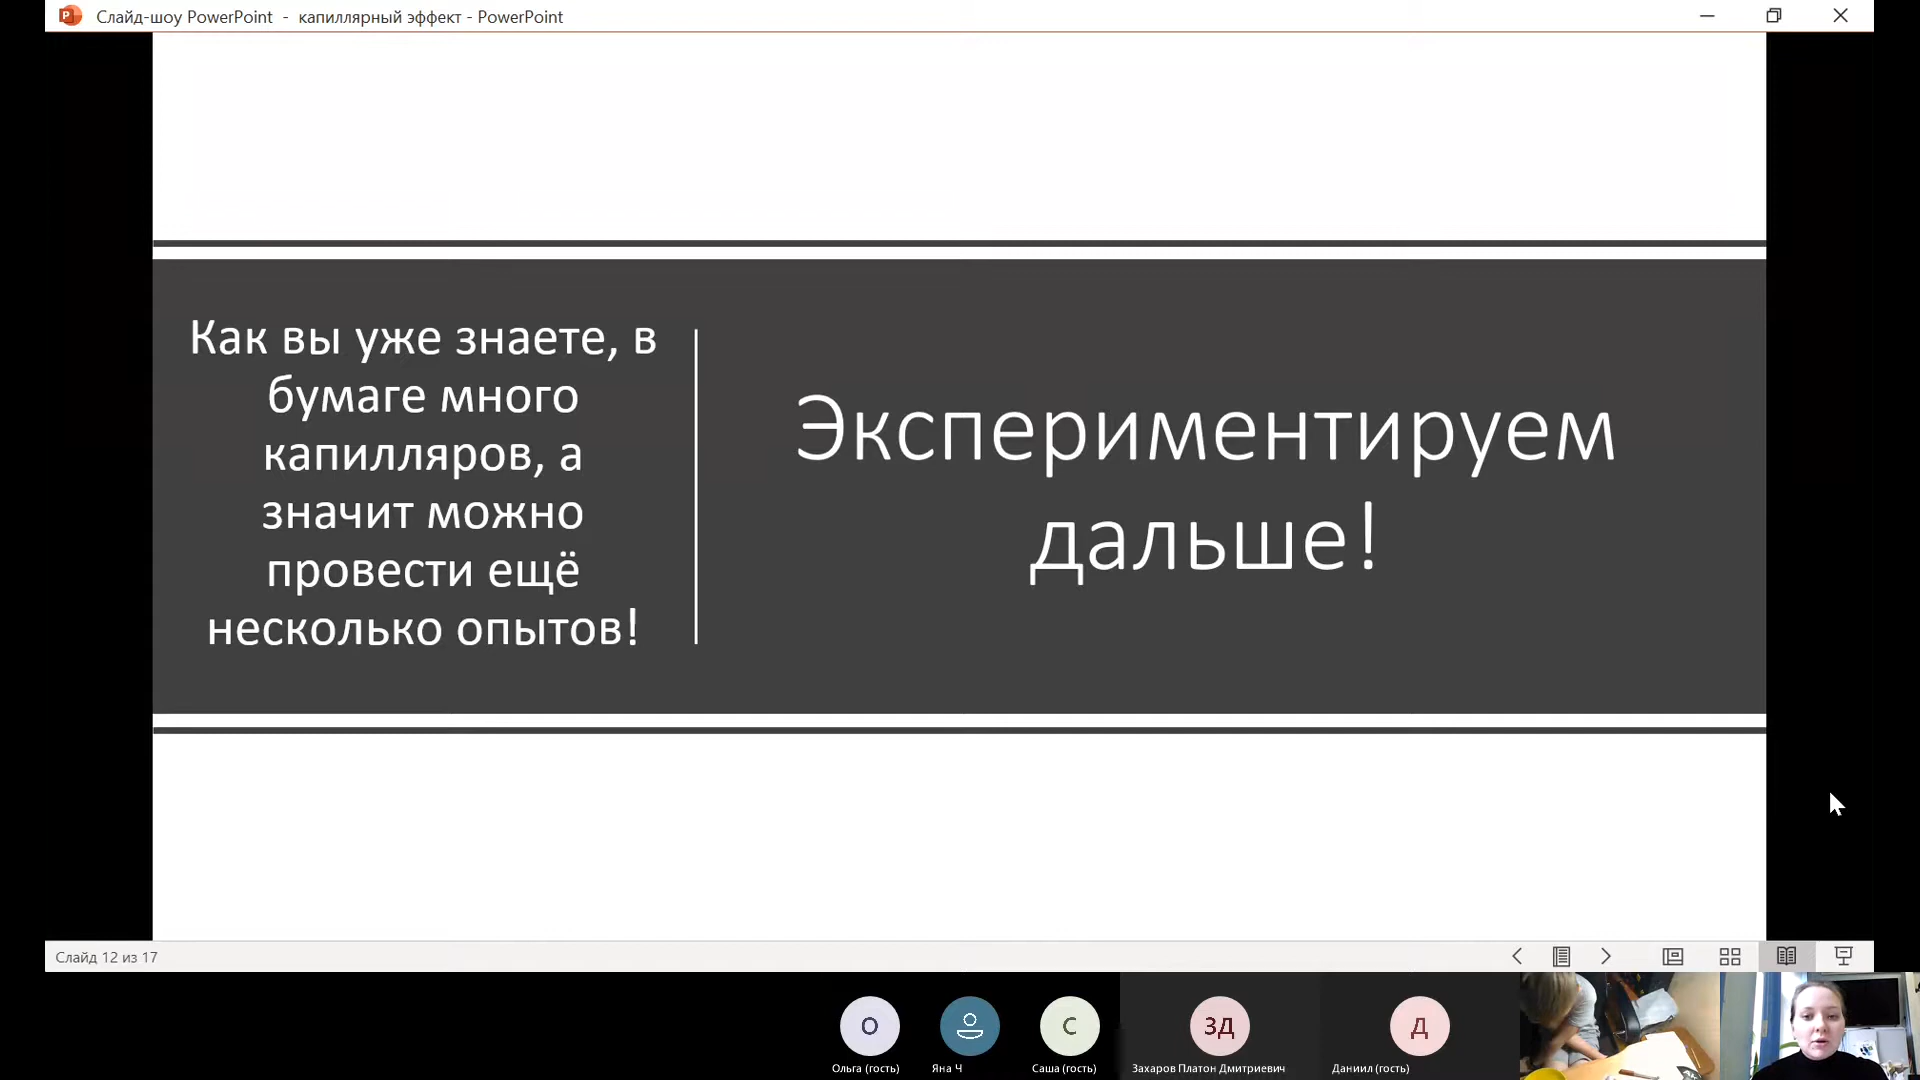 Слайд-шоу PowerPoint - капиллярный эффект - PowerPoint
Как вы уже знаете, в
бумаге много
капилляров, а
значит можно
провести ещё
несколько опытов!
Экспериментируем
дальше!
Слайд 12 из 17
О
С
ЗД
Д
Ольга (гость)
Яна Ч
Саша (гость)
Захаров Платон Дмитриевич
Даниил (гость)